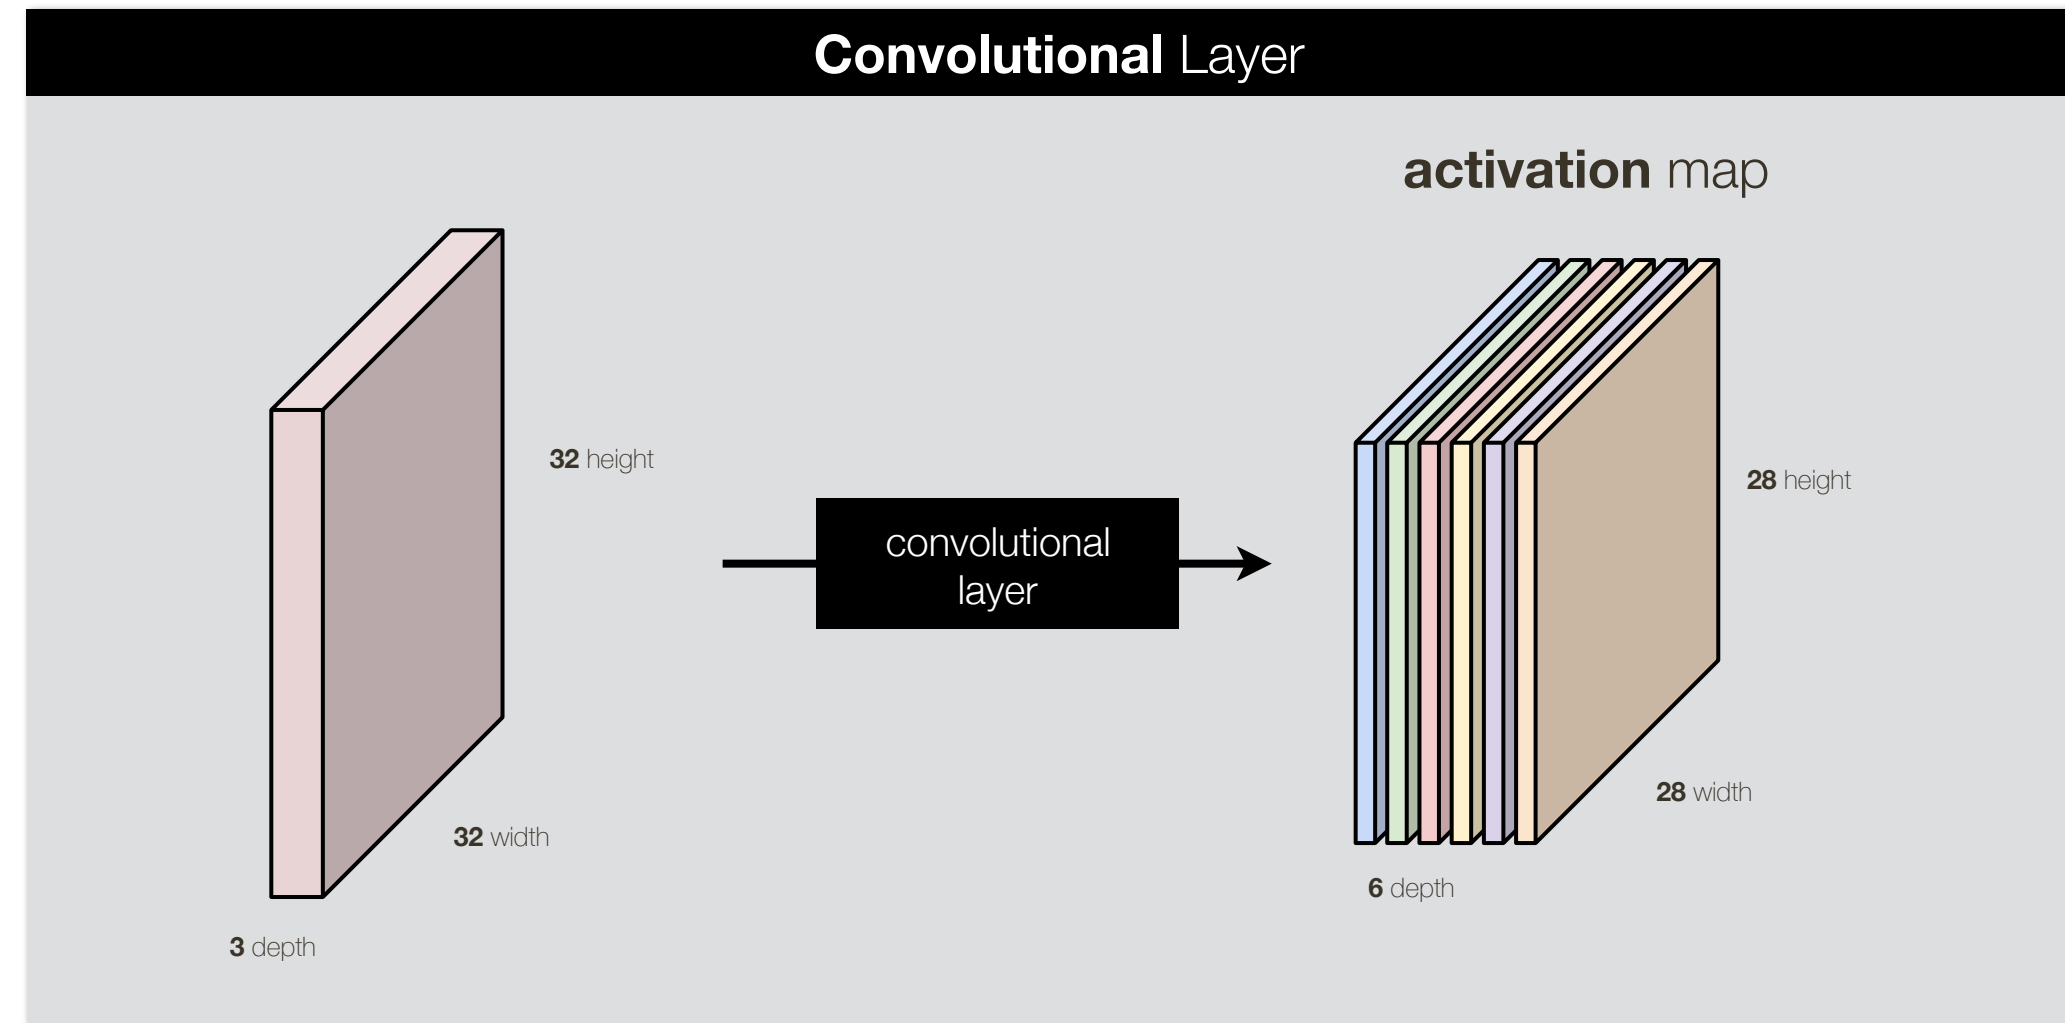 Convolutional Layer
activation map
32 height
32 width
3 depth
convolutional
layer
28 height
28 width
6 depth